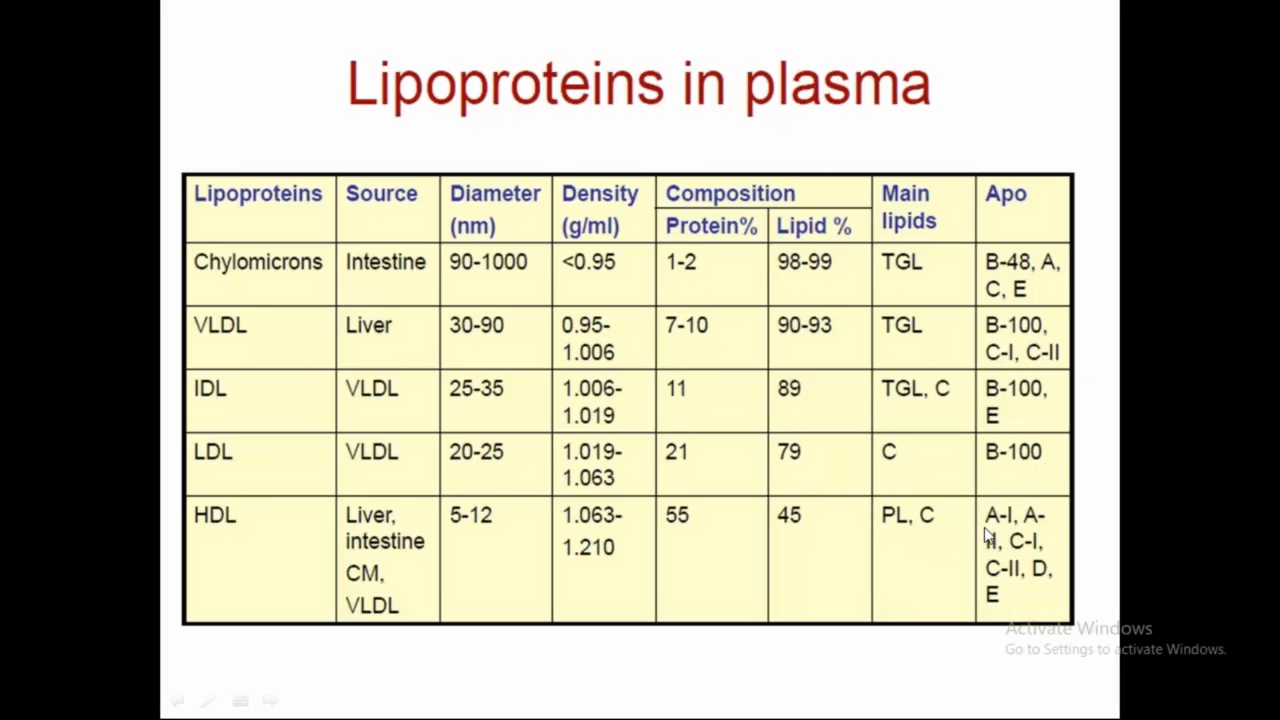 Lipoproteins in plasma
Lipoproteins Source Diameter (nm) Density (g/ml) Composition Main lipids Apo
Protein% Lipid %
Chylomicrons Intestine 90-1000 <0.95 1-2 98-99 TGL B-48, A, C, E
VLDL Liver 30-90 0.95-1.006 7-10 90-93 TGL B-100, C-I, C-II
IDL VLDL 25-35 1.006-1.019 11 89 TGL, C B-100, E
LDL VLDL 20-25 1.019-1.063 21 79 C B-100
HDL Liver, intestine CM, VLDL 5-12 1.063-1.210 55 45 PL, C A-I, A-II, C-I, C-II, D, E
Activate Windows
Go to Settings to activate Windows.